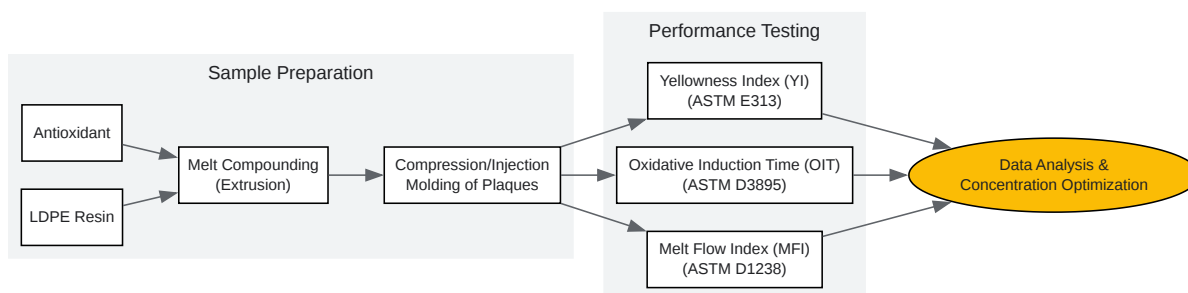 Sample Preparation
Antioxidant
LDPE Resin
Melt Compounding
(Extrusion)
Compression/Injection
Molding of Plaques
Performance Testing
Yellowness Index (YI)
(ASTM E313)
Oxidative Induction Time (OIT)
(ASTM D3895)
Melt Flow Index (MFI)
(ASTM D1238)
Data Analysis &
Concentration Optimization